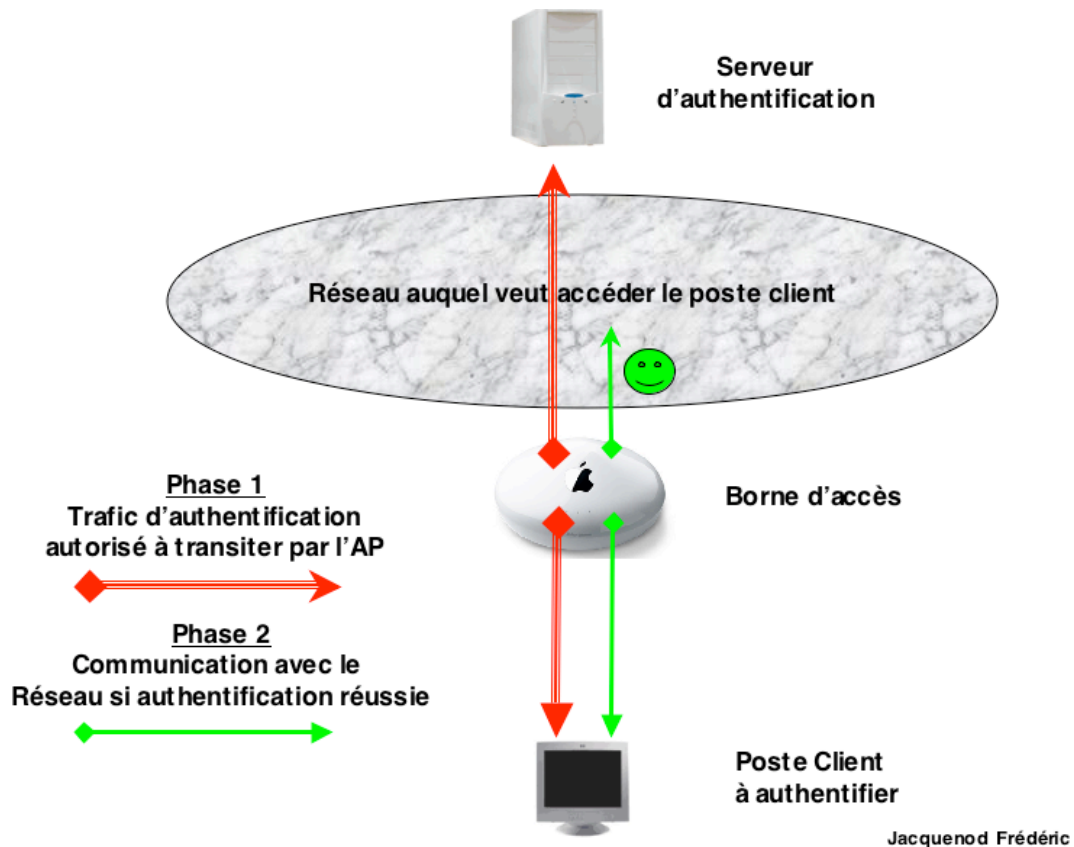 Serveur
d'authentification
Réseau auquel veut accéder le poste client
Phase 1
Trafic d'authentification
autorisé à transiter par l'AP
Borne d'accès
Phase 2
Communication avec le
Réseau si authentification réussie
Poste Client
à authentifier
Jacquenod Frédéric